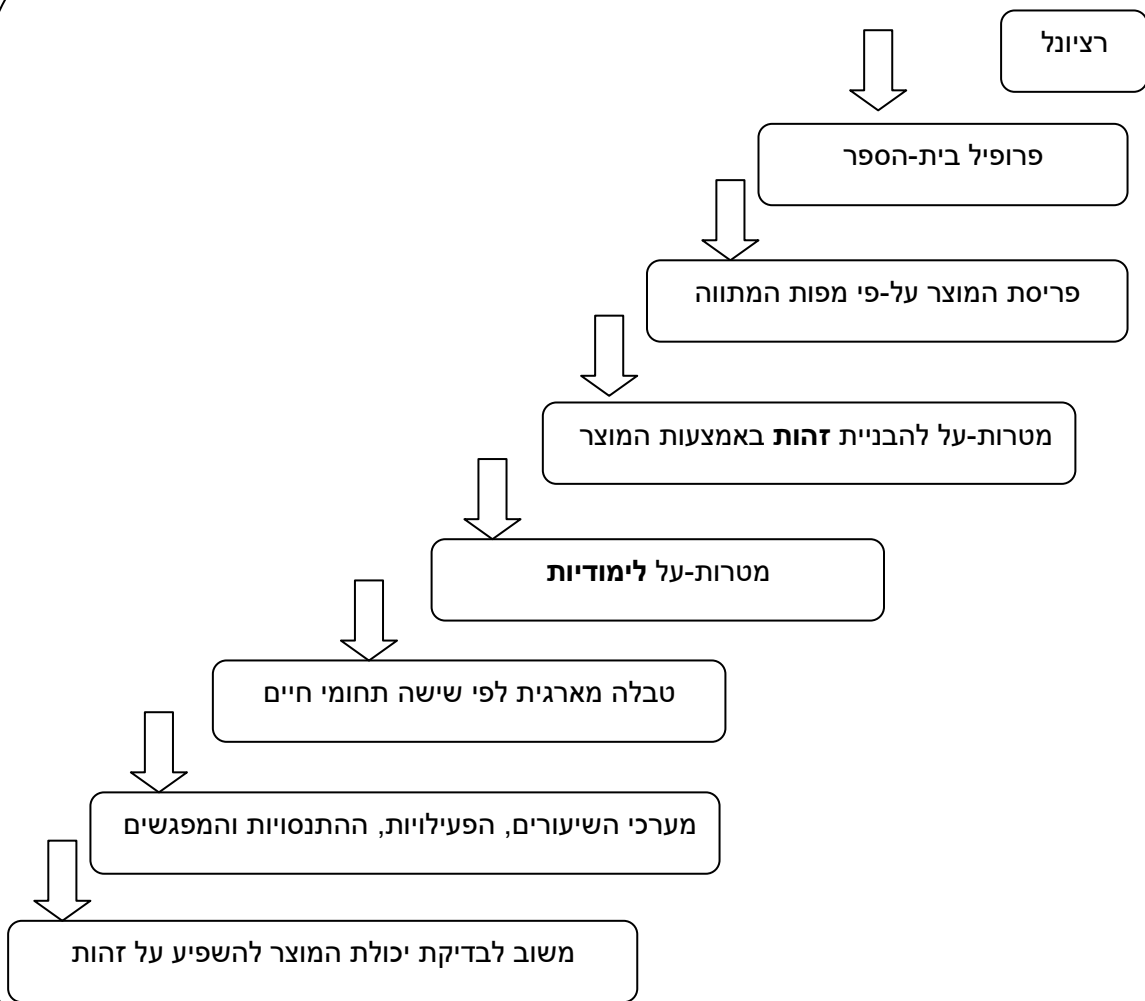 רציונל
פרופיל בית-הספר
פריסת המוצר על-פי מפות המתווה
מטרות-על להבניית זהות באמצעות המוצר
מטרות-על לימודיות
טבלה מארגית לפי שישה תחומי חיים
מערכי השיעורים, הפעילויות, ההתנסויות והמפגשים
משוב לבדיקת יכולת המוצר להשפיע על זהות